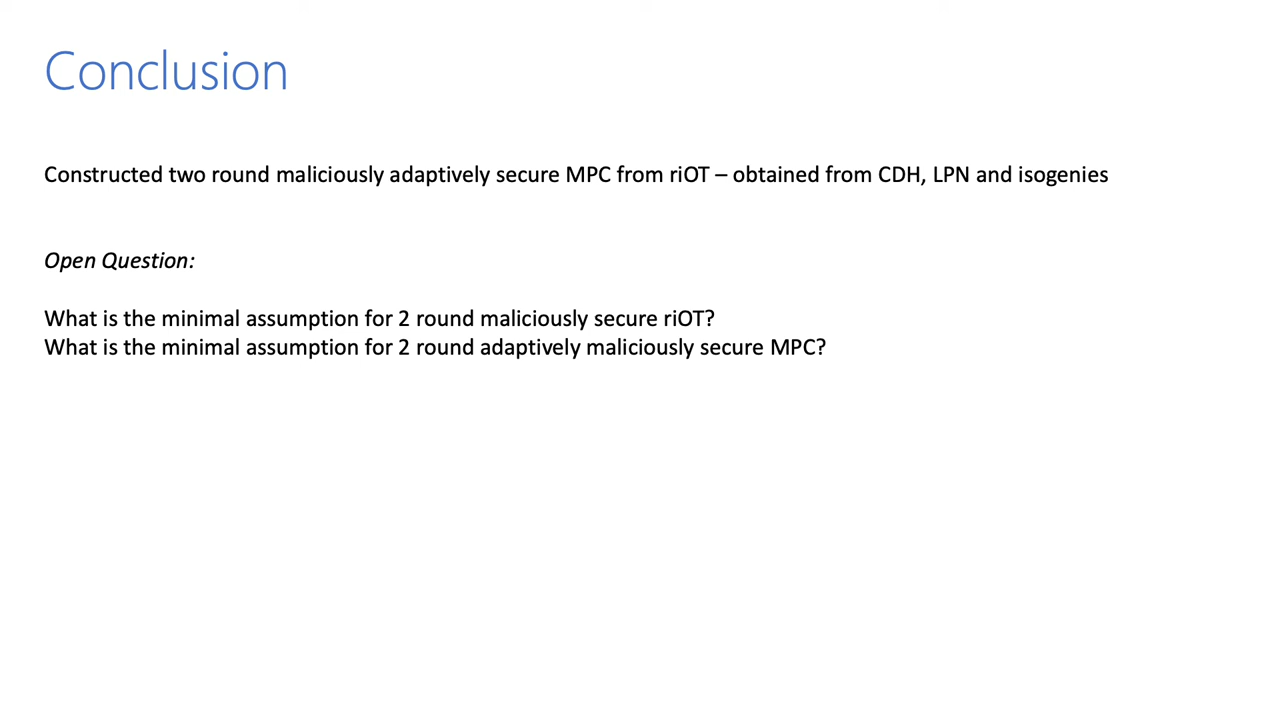 Conclusion
Constructed two round maliciously adaptively secure MPC from riOT – obtained from CDH, LPN and isogenies
Open Question:
What is the minimal assumption for 2 round maliciously secure riOT?
What is the minimal assumption for 2 round adaptively maliciously secure MPC?